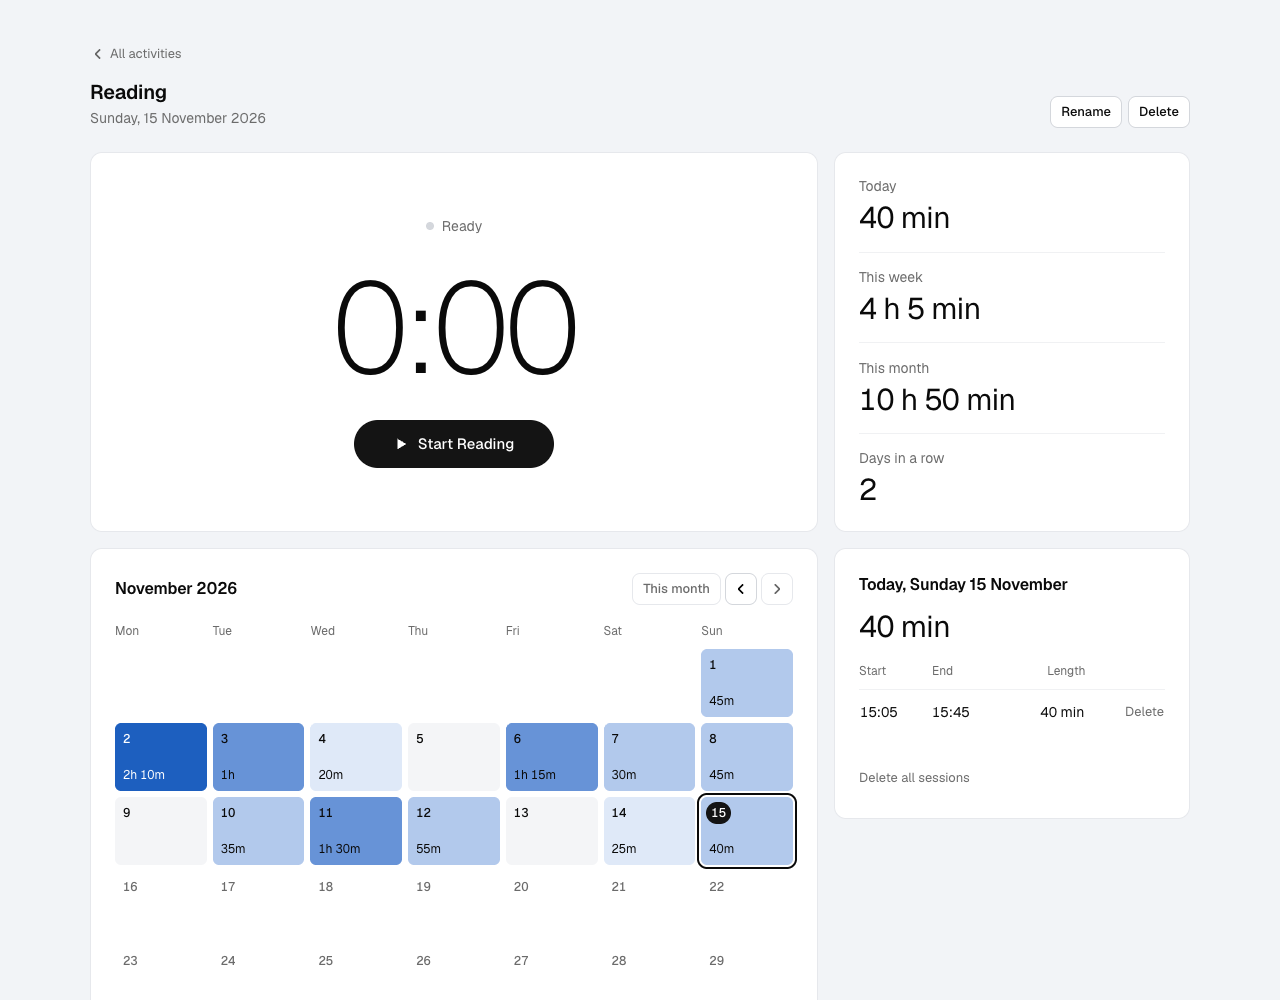 All activities
Reading
Sunday, 15 November 2026
Rename Delete
Ready
0:00
Start Reading
Today
40 min
This week
4 h 5 min
This month
10 h 50 min
Days in a row
2
November 2026
This month
Mon Tue Wed Thu Fri Sat Sun
1
45m
2 3 4 5 6 7 8
2h 10m 1h 20m 1h 15m 30m 45m
9 10 11 12 13 14 15
35m 1h 30m 55m 25m 40m
16 17 18 19 20 21 22
23 24 25 26 27 28 29
Today, Sunday 15 November
40 min
Start End Length
15:05 15:45 40 min Delete
Delete all sessions